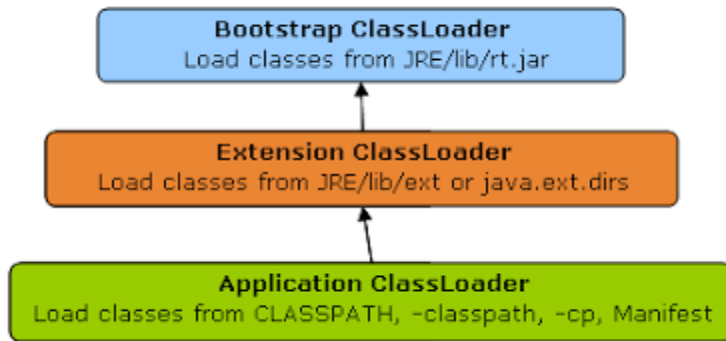 Bootstrap ClassLoader
Load classes from JRE/lib/rt.jar
Extension ClassLoader
Load classes from JRE/lib/ext or java.ext.dirs
Application ClassLoader
Load classes from CLASSPATH, -classpath, -cp, Manifest